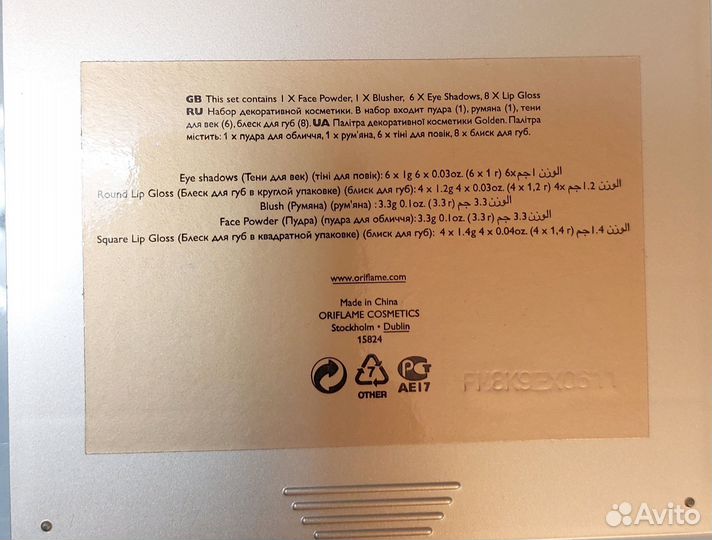 GB This set contains 1 X Face Powder, 1 X Blusher, 6 X Eye Shadows, 8 X Lip Gloss
RU Набор декоративной косметики. В набор входит пудра (1), румяна (1), тени
для век (6), блеск для губ (8). UA Палітра декоративної косметики Golden. Палітра
містить: 1 x пудра для обличчя, 1 x рум'яна, 6 x тіні для повік, 8 x блиск для губ.
Eye shadows (Тени для век) (тіні для повік): 6 x 1g 6 x 0.03oz. (6 x 1 г) 6x الوزن 1جم
Round Lip Gloss (Блеск для губ в круглой упаковке) (блиск для губ): 4 x 1.2g 4 x 0.03oz. (4 x 1,2 г) 4x الوزن 1.2جم
Blush (Румяна) (рум'яна) :3.3g 0.1oz. (3.3 г) الوزن 3.3 جم
Face Powder (Пудра) (пудра для обличчя):3.3g 0.1oz. (3.3 г) الوزن 3.3 جم
Square Lip Gloss (Блеск для губ в квадратной упаковке) (блиск для губ): 4 x 1.4g 4 x 0.04oz. (4 x 1,4 г) الوزن 1.4 جم
www.oriflame.com
Made in China
ORIFLAME COSMETICS
Stockholm • Dublin
15824
7
OTHER
РСТ
AE17
Avito